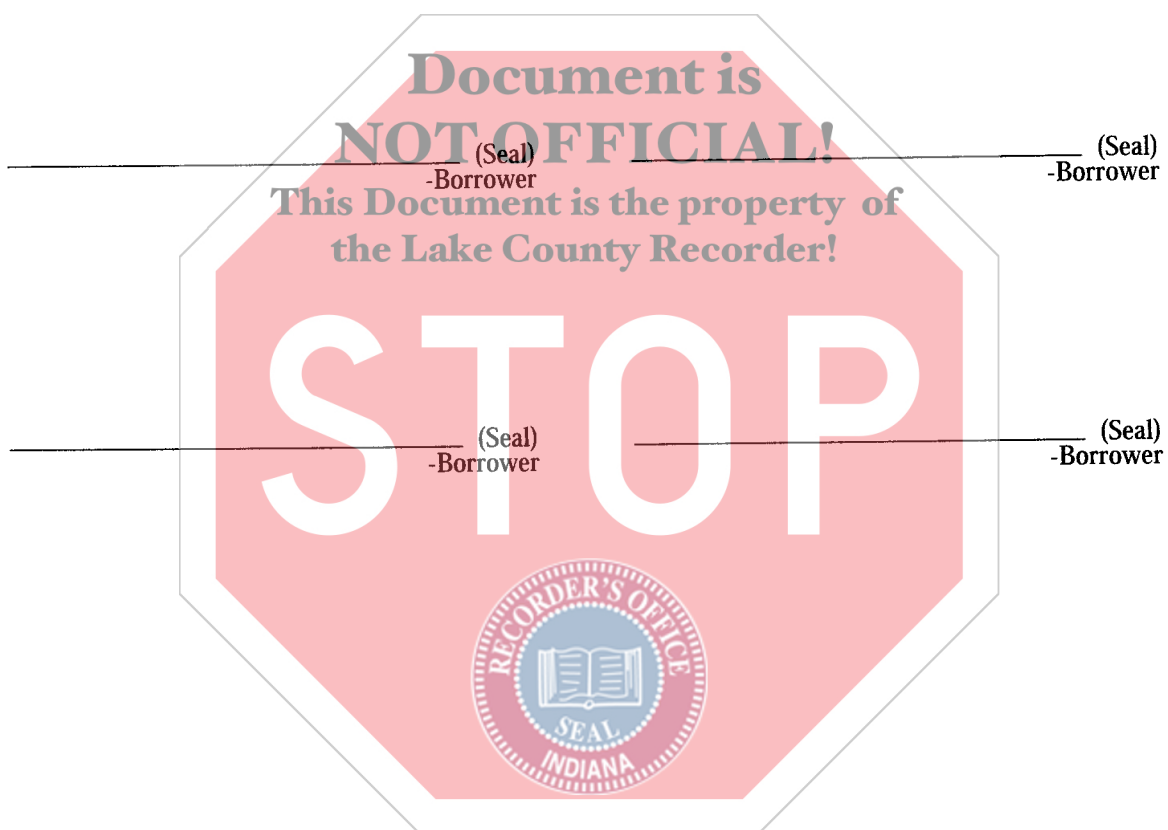 Document is
NOT OFFICIAL!
(Seal)
-Borrower
(Seal)
-Borrower
This Document is the property of
the Lake County Recorder!
STOP
(Seal)
-Borrower
(Seal)
-Borrower
RECORDER'S OFFICE
SEAL
INDIANA